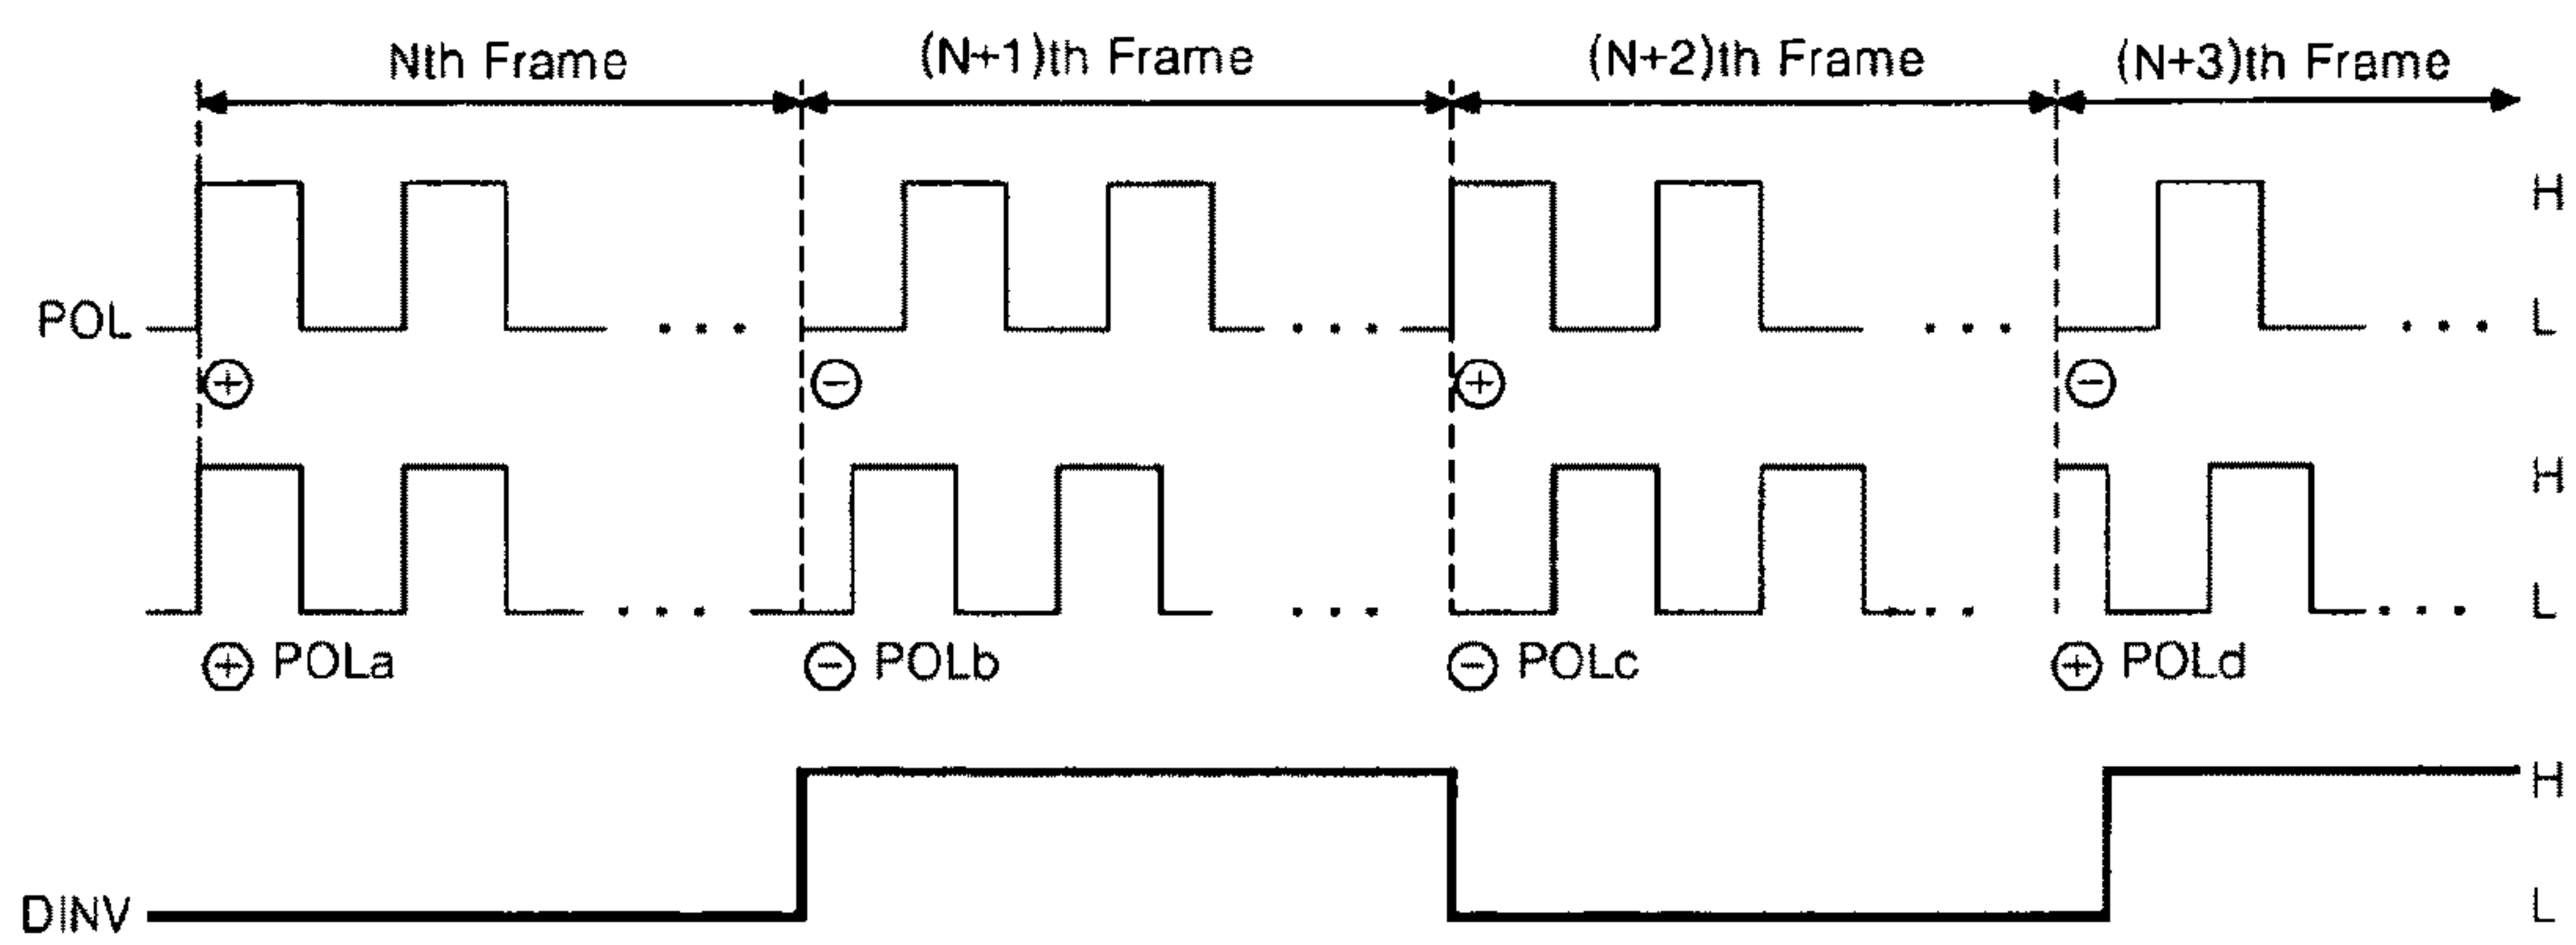 Nth Frame (N+1)th Frame (N+2)th Frame (N+3)th Frame
H
POL L
⊕ ⊖ ⊕ ⊖
H
L
⊕ POLa ⊖ POLb ⊖ POLc ⊕ POLd
H
DINV L